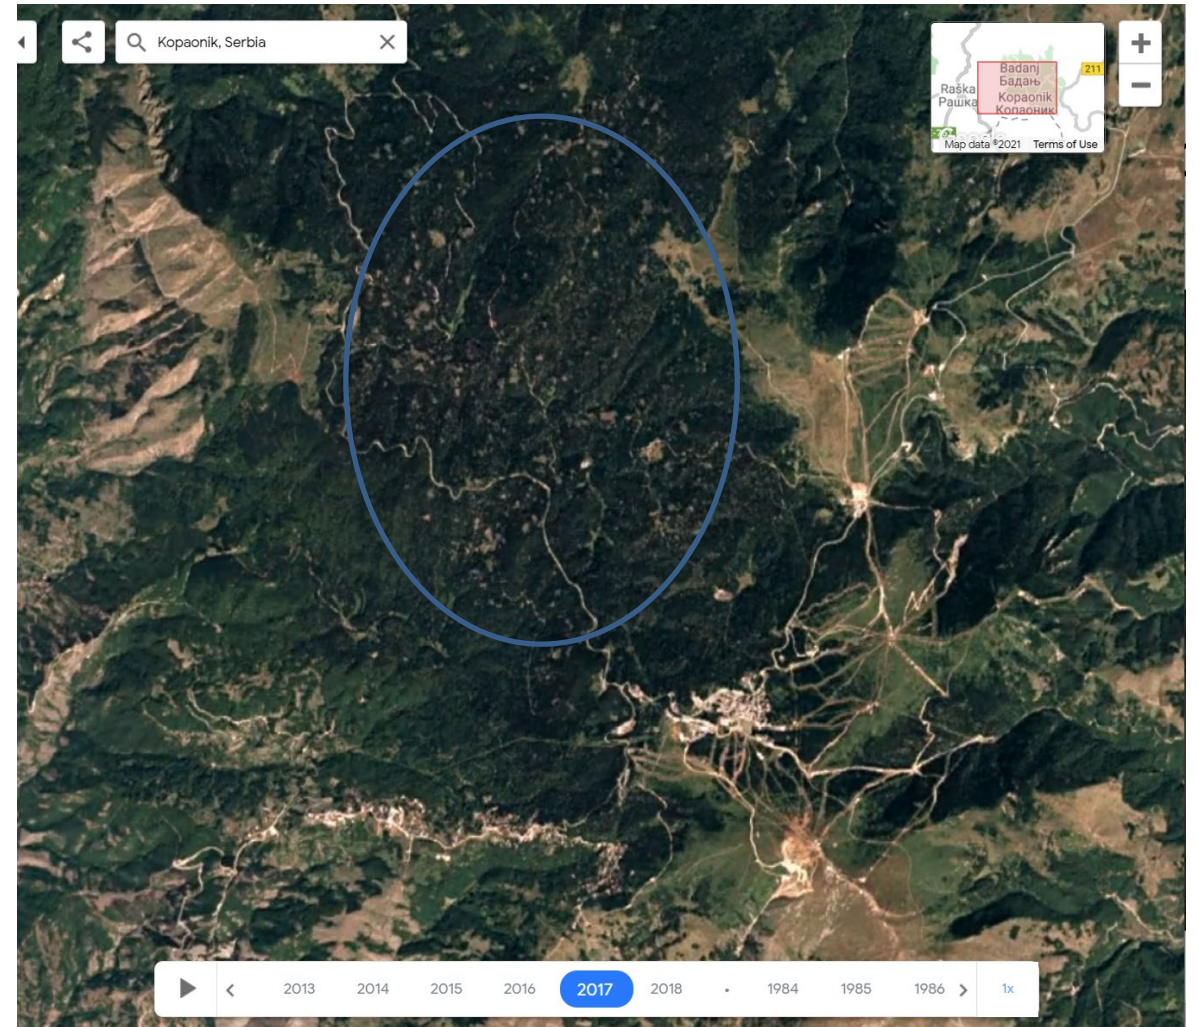 Kopaonik, Serbia
Badanj
Бадањ
211
Raška
Рашка
Kopaonik
Копаоник
Map data ©2021 Terms of Use
2013 2014 2015 2016 2017 2018 1984 1985 1986 1x